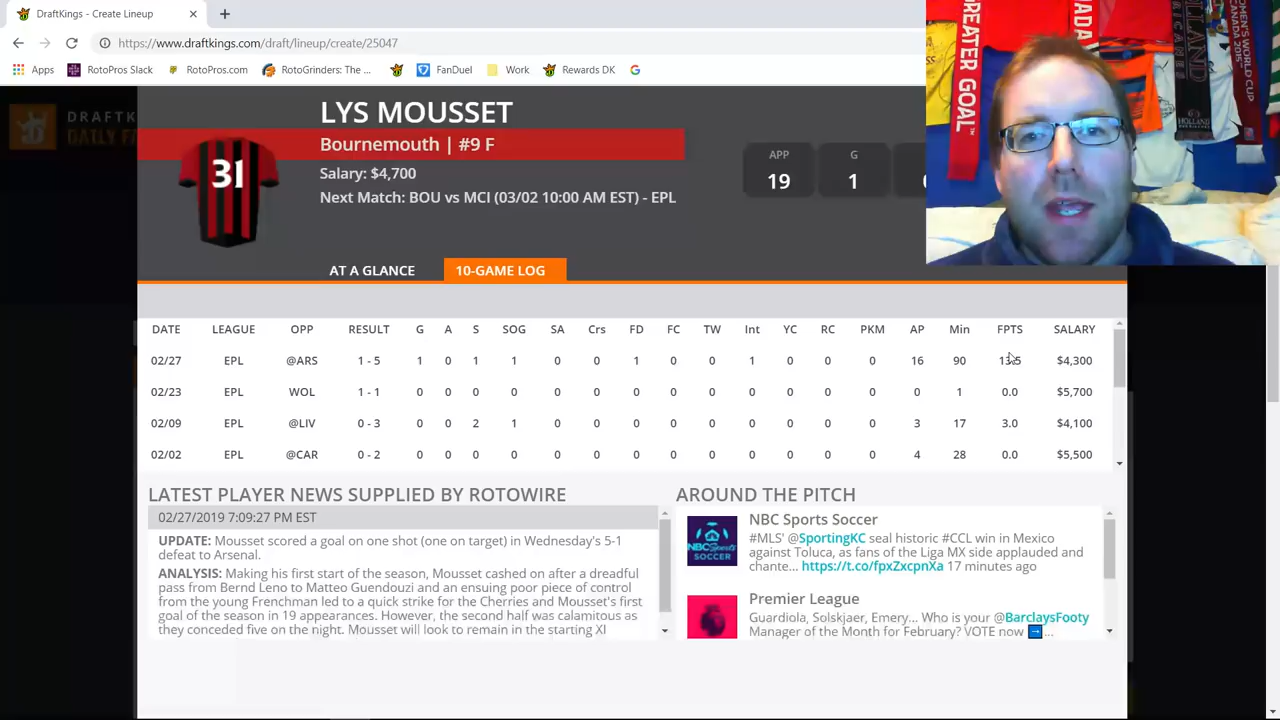 DraftKings - Create Lineup
https://www.draftkings.com/draft/lineup/create/25047
Apps RotoPros Slack RotoPros.com RotoGrinders: The ... FanDuel Work Rewards DK
DRAFTK
DAILY FA
LYS MOUSSET
Bournemouth | #9 F
Salary: $4,700
Next Match: BOU vs MCI (03/02 10:00 AM EST) - EPL
31
APP G
19 1
GREATER GOAL
HOLLAND
WOMEN'S WORLD CUP
CANADA 2015
AT A GLANCE 10-GAME LOG
DATE LEAGUE OPP RESULT G A S SOG SA Crs FD FC TW Int YC RC PKM AP Min FPTS SALARY
02/27 EPL @ARS 1 - 5 1 0 1 1 0 0 1 0 0 1 0 0 0 16 90 $4,300
02/23 EPL WOL 1 - 1 0 0 0 0 0 0 0 0 0 0 0 0 0 0 1 0.0 $5,700
02/09 EPL @LIV 0 - 3 0 0 2 1 0 0 0 0 0 0 0 0 0 3 17 3.0 $4,100
02/02 EPL @CAR 0 - 2 0 0 0 0 0 0 0 0 0 0 0 0 0 4 28 0.0 $5,500
LATEST PLAYER NEWS SUPPLIED BY ROTOWIRE
02/27/2019 7:09:27 PM EST
UPDATE: Mousset scored a goal on one shot (one on target) in Wednesday's 5-1
defeat to Arsenal.
ANALYSIS: Making his first start of the season, Mousset cashed on after a dreadful
pass from Bernd Leno to Matteo Guendouzi and an ensuing poor piece of control
from the young Frenchman led to a quick strike for the Cherries and Mousset's first
goal of the season in 19 appearances. However, the second half was calamitous as
they conceded five on the night. Mousset will look to remain in the starting XI
AROUND THE PITCH
NBC SPORTS
SOCCER
NBC Sports Soccer
#MLS' @SportingKC seal historic #CCL win in Mexico
against Toluca, as fans of the Liga MX side applauded and
chante... https://t.co/fpxZxcpnXa 17 minutes ago
Premier League
Guardiola, Solskjaer, Emery... Who is your @BarclaysFooty
Manager of the Month for February? VOTE now ...